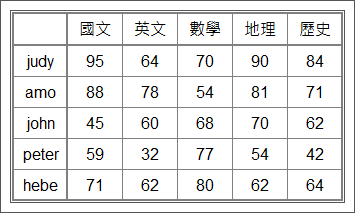 國文 英文 數學 地理 歷史
judy 95 64 70 90 84
amo 88 78 54 81 71
john 45 60 68 70 62
peter 59 32 77 54 42
hebe 71 62 80 62 64